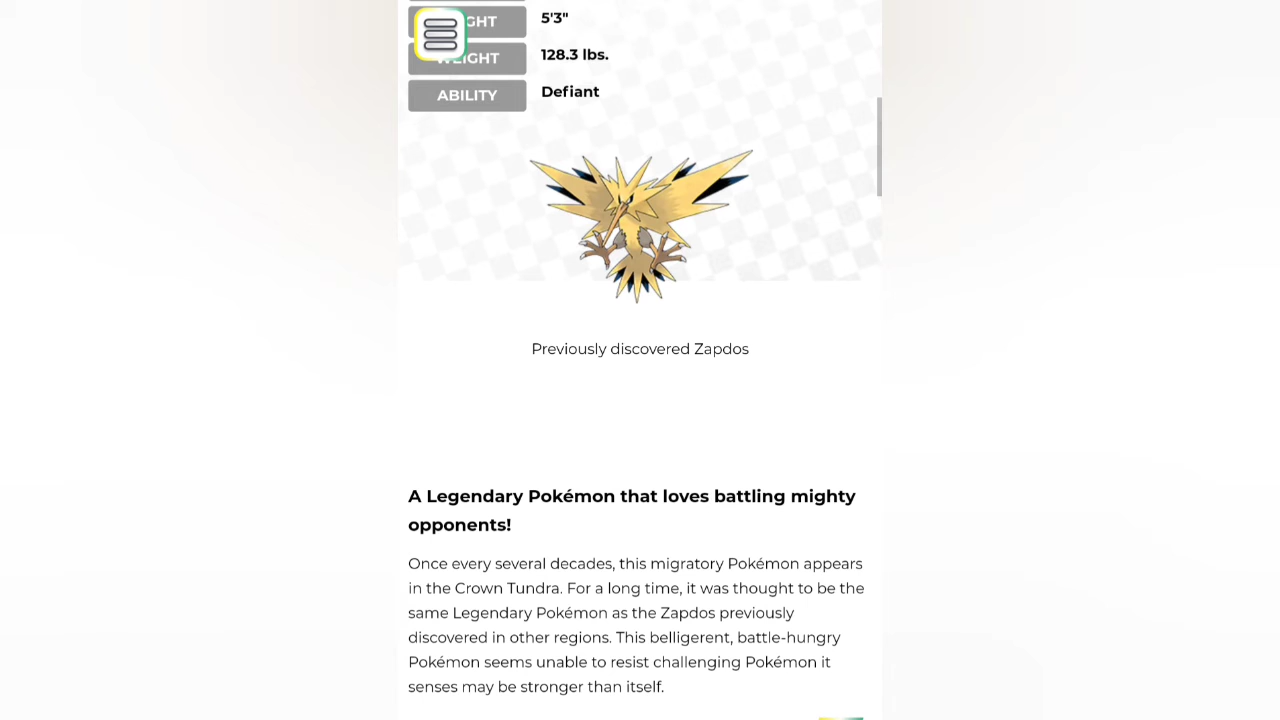 GHT
5'3"
WEIGHT
128.3 lbs.
ABILITY
Defiant
Previously discovered Zapdos
A Legendary Pokémon that loves battling mighty
opponents!
Once every several decades, this migratory Pokémon appears
in the Crown Tundra. For a long time, it was thought to be the
same Legendary Pokémon as the Zapdos previously
discovered in other regions. This belligerent, battle-hungry
Pokémon seems unable to resist challenging Pokémon it
senses may be stronger than itself.